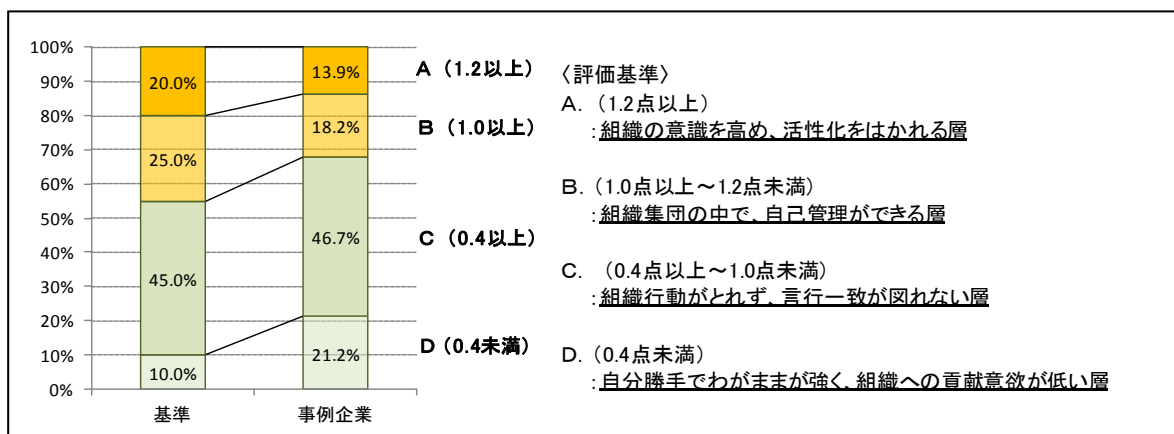 100%
90%
80%
70%
60%
50%
40%
30%
20%
10%
0%
20.0%
25.0%
45.0%
10.0%
13.9%
18.2%
46.7%
21.2%
基準
事例企業
A (1.2以上)
B (1.0以上)
C (0.4以上)
D (0.4未満)
〈評価基準〉
A. (1.2点以上)
:組織の意識を高め、活性化をはかれる層
B. (1.0点以上~1.2点未満)
:組織集団の中で、自己管理ができる層
C. (0.4点以上~1.0点未満)
:組織行動がとれず、言行一致が図れない層
D. (0.4点未満)
:自分勝手でわがままが強く、組織への貢献意欲が低い層